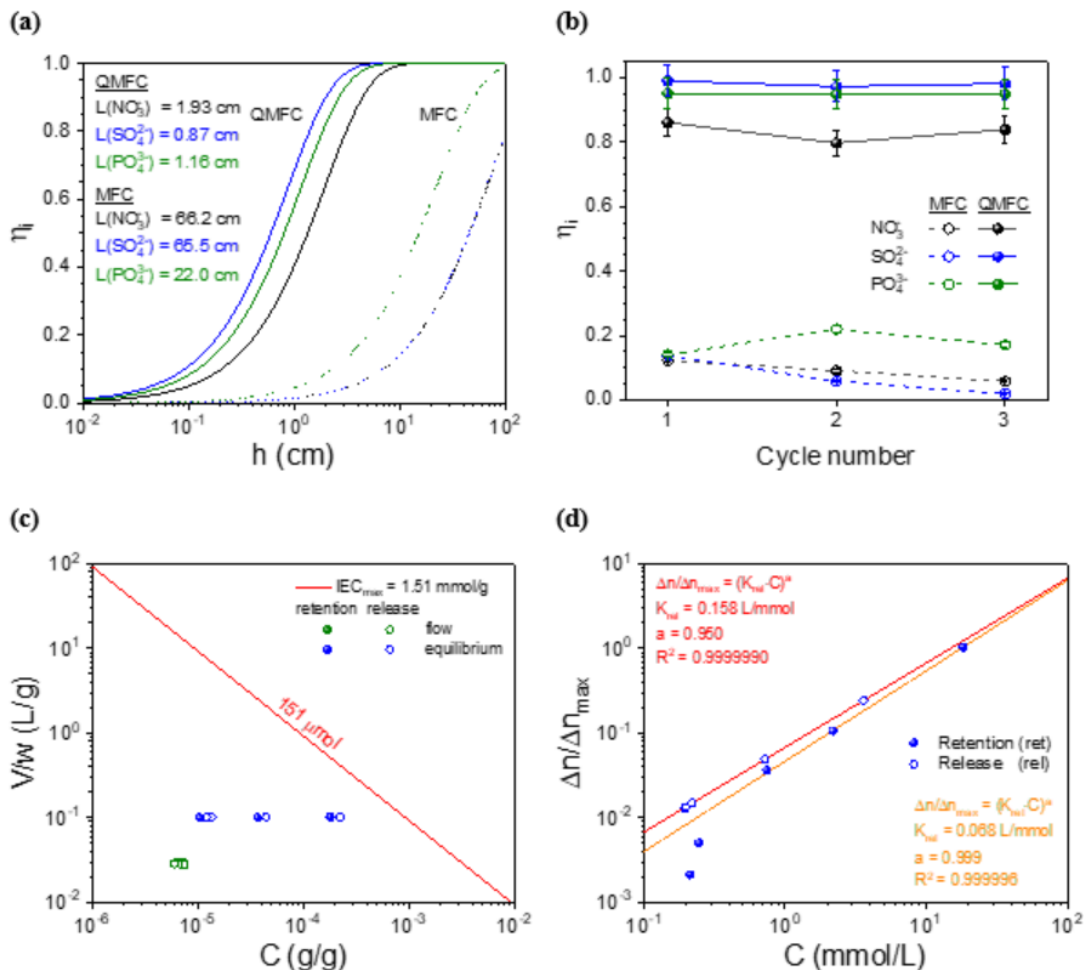 (a)
1.0
0.8
0.6
0.4
0.2
0.0
ηi
QMFC
L(NO₃⁻) = 1.93 cm
L(SO₄²⁻) = 0.87 cm
L(PO₄³⁻) = 1.16 cm
MFC
L(NO₃⁻) = 66.2 cm
L(SO₄²⁻) = 65.5 cm
L(PO₄³⁻) = 22.0 cm
QMFC
MFC
10⁻² 10⁻¹ 10⁰ 10¹ 10²
h (cm)
(b)
1.0
0.8
0.6
0.4
0.2
0.0
ηi
MFC QMFC
NO₃⁻
SO₄²⁻
PO₄³⁻
1 2 3
Cycle number
(c)
10²
10¹
10⁰
10⁻¹
10⁻²
V/w (L/g)
IECmax = 1.51 mmol/g
retention release
flow
equilibrium
151 μmol
10⁻⁶ 10⁻⁵ 10⁻⁴ 10⁻³ 10⁻²
C (g/g)
(d)
10¹
10⁰
10⁻¹
10⁻²
10⁻³
Δn/Δnmax
Δn/Δnmax = (Krel·C)ᵃ
Krel = 0.158 L/mmol
a = 0.950
R² = 0.9999990
Retention (ret)
Release (rel)
Δn/Δnmax = (Krel·C)ᵃ
Krel = 0.068 L/mmol
a = 0.999
R² = 0.999996
10⁻¹ 10⁰ 10¹ 10²
C (mmol/L)